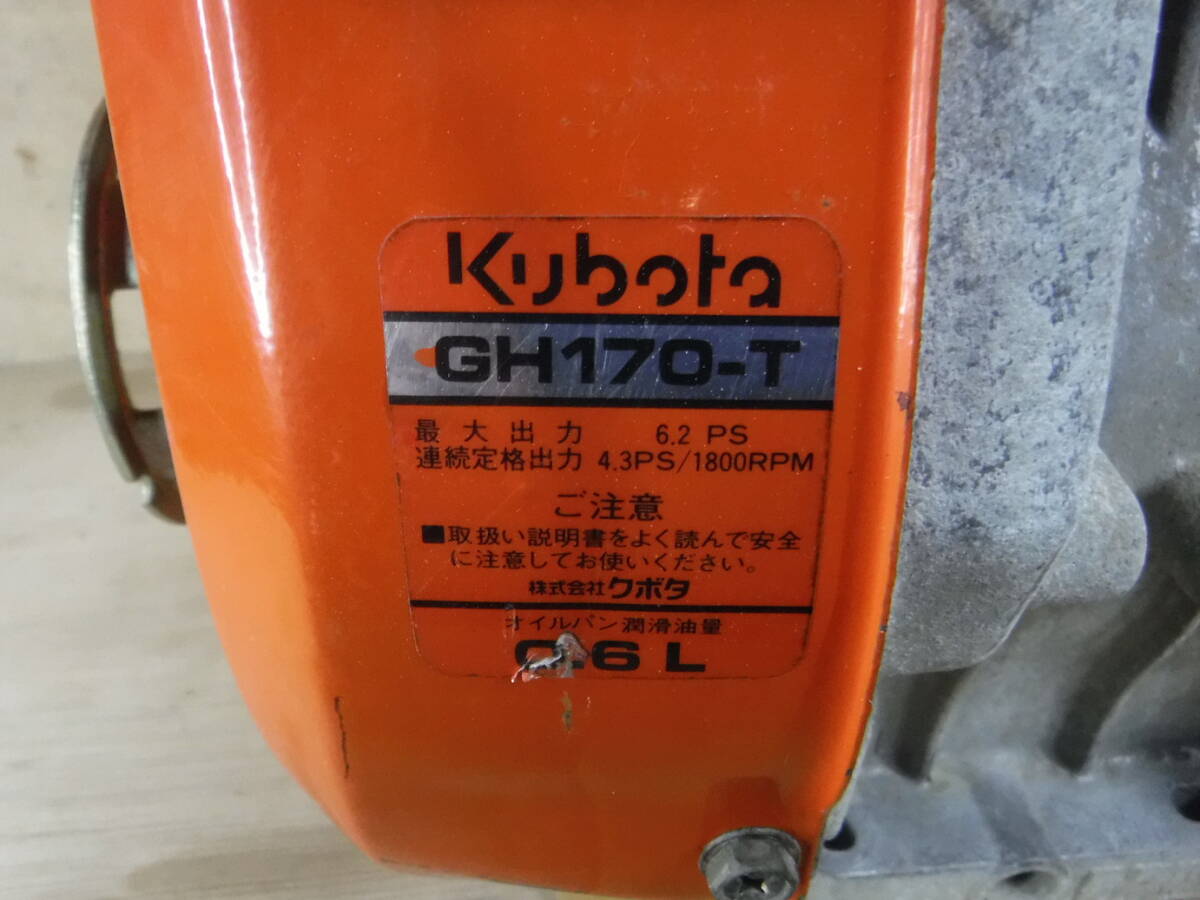 Kubota
GH170-T
最大出力 6.2 PS
連続定格出力 4.3PS/1800RPM
ご注意
■取扱い説明書をよく読んで安全
に注意してお使いください。
株式会社クボタ
オイルパン潤滑油量
0.6 L